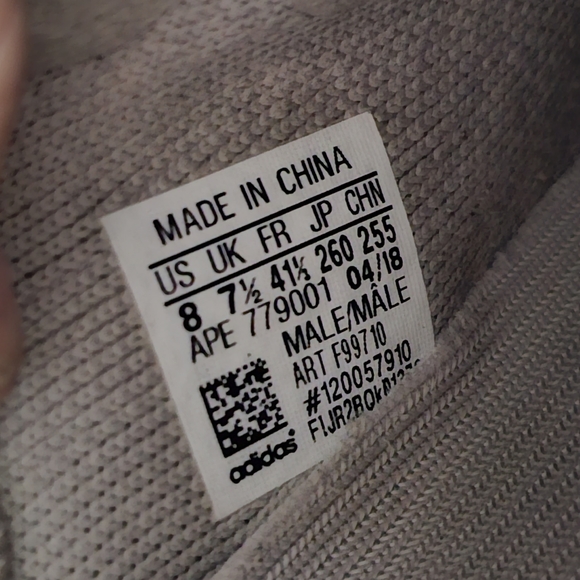 MADE IN CHINA
US UK FR JP CHN
8 7½ 41⅓ 260 255
APE 779001 04/18
MALE/MÂLE
ART F99710
#120057910
adidas